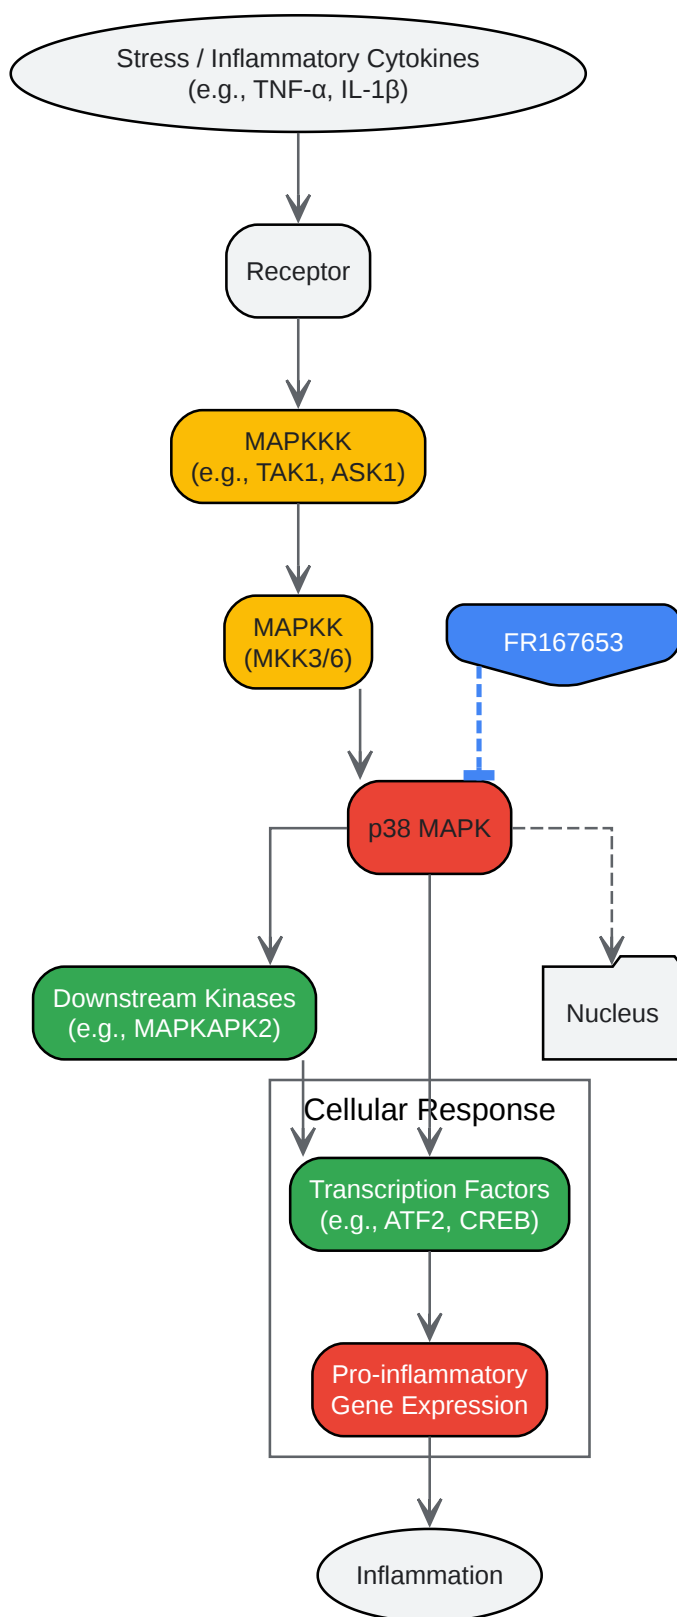 Stress / Inflammatory Cytokines
(e.g., TNF-α, IL-1β)
Receptor
MAPKKK
(e.g., TAK1, ASK1)
MAPKK
(MKK3/6)
FR167653
p38 MAPK
Downstream Kinases
(e.g., MAPKAPK2)
Nucleus
Cellular Response
Transcription Factors
(e.g., ATF2, CREB)
Pro-inflammatory
Gene Expression
Inflammation